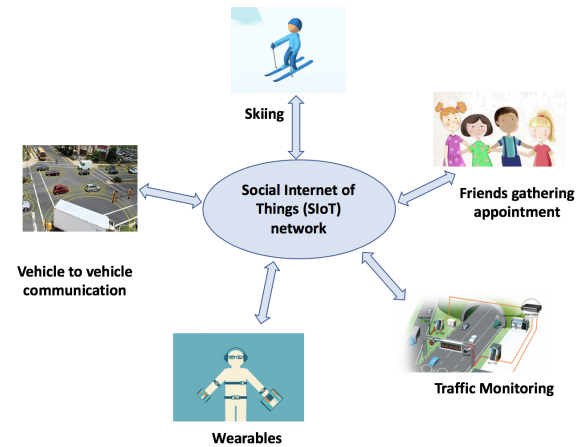 Skiing
Social Internet of
Things (SIoT)
network
Friends gathering
appointment
Vehicle to vehicle
communication
Traffic Monitoring
Wearables